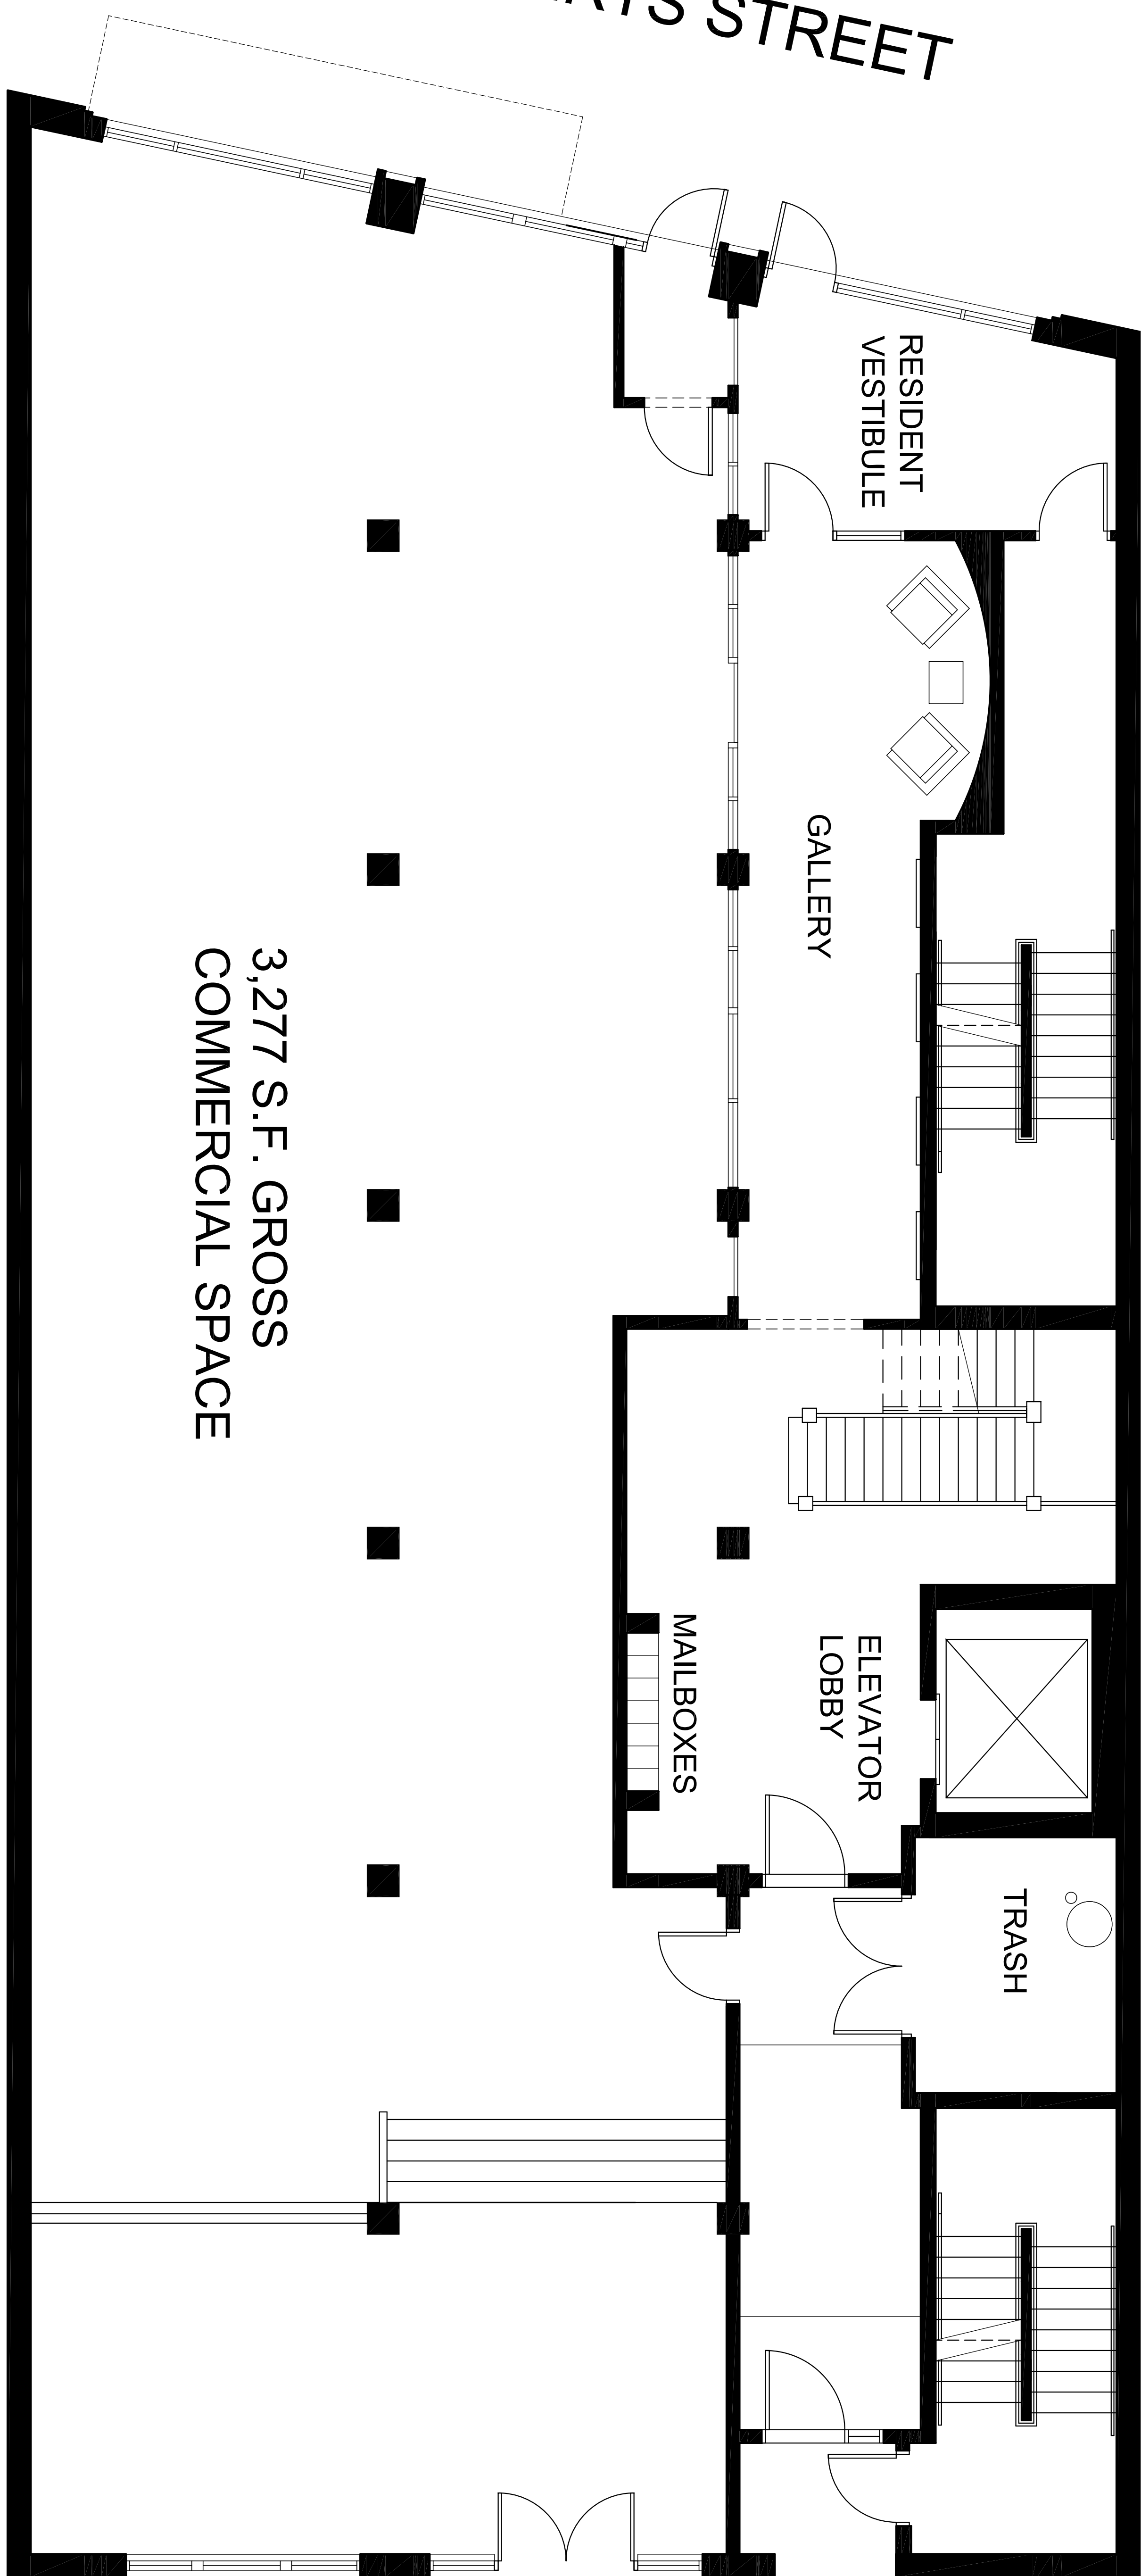 STREET
RESIDENT
VESTIBULE
GALLERY
3,277 S.F. GROSS
COMMERCIAL SPACE
ELEVATOR
LOBBY
MAILBOXES
TRASH